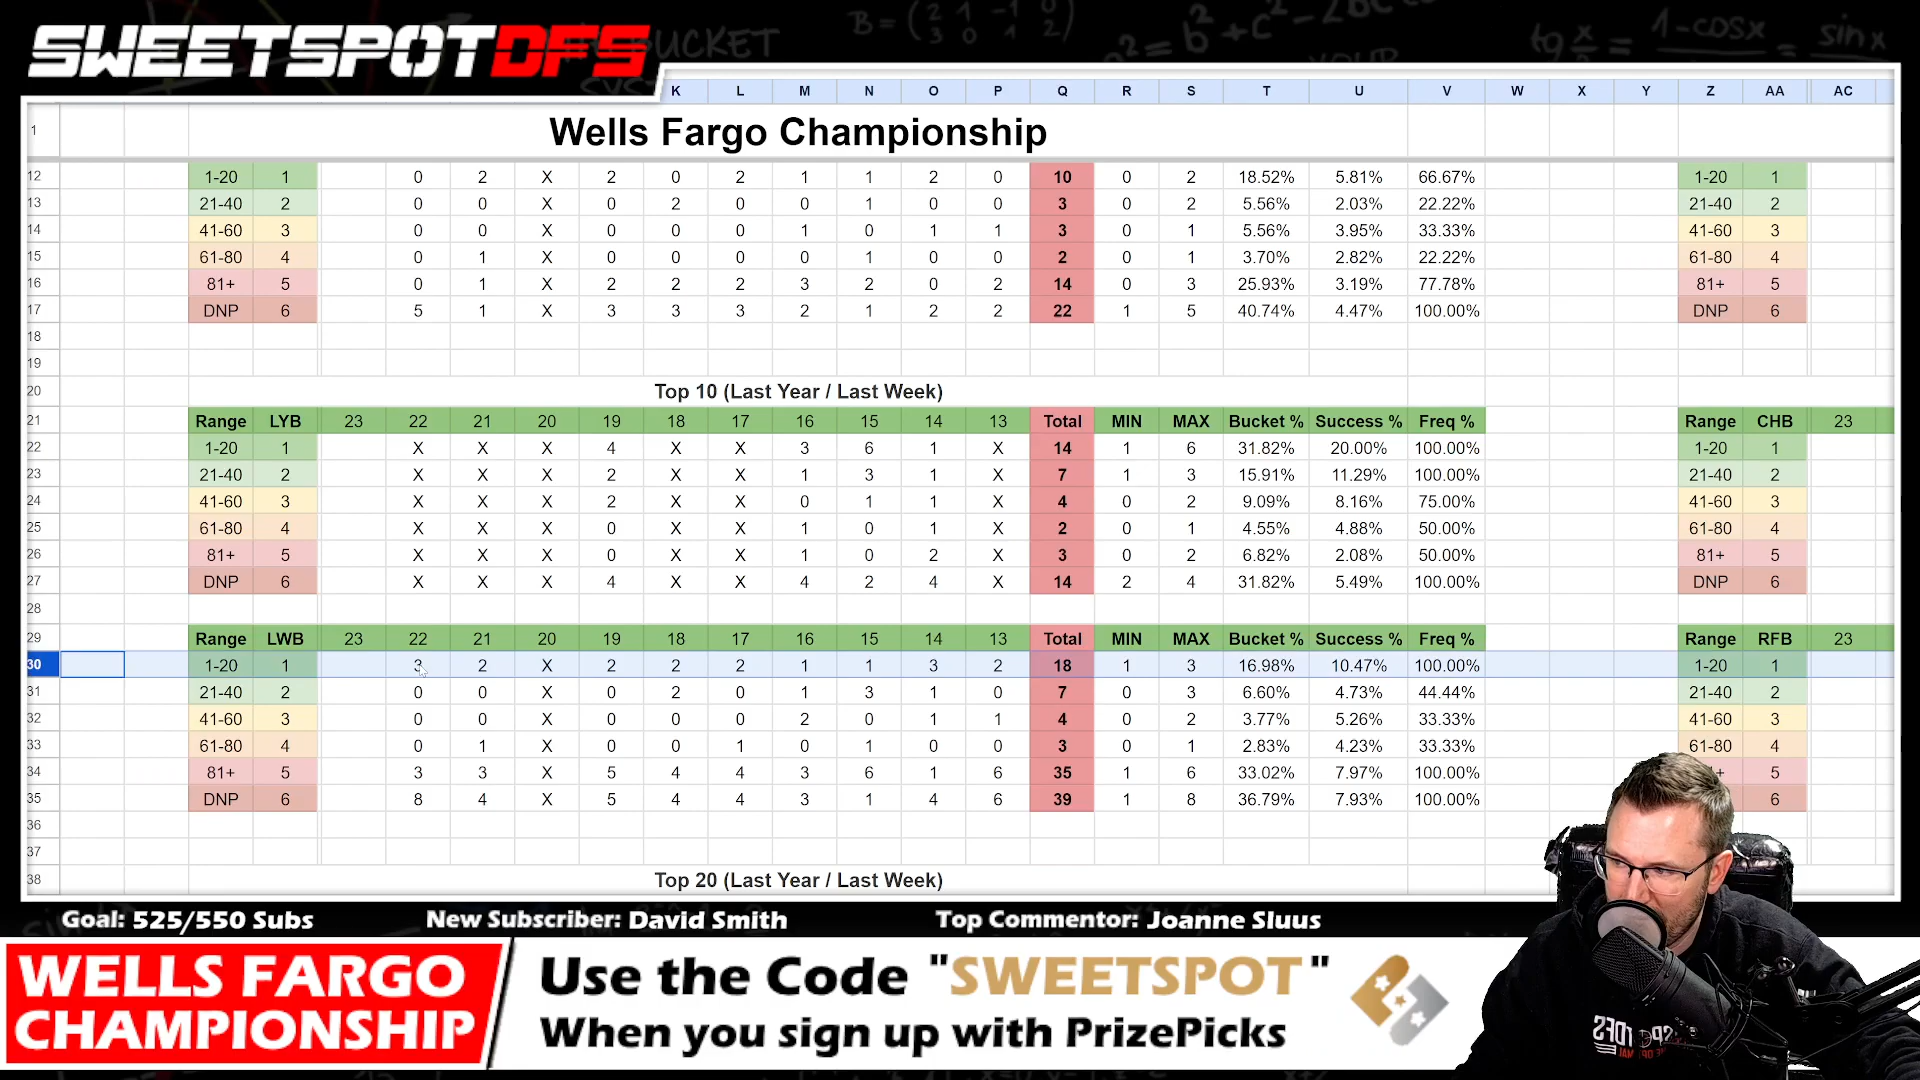 SWEETSPOTDFS
BUCKET
K L M N O P Q R S T U V W X Y Z AA AC
1 Wells Fargo Championship
12 1-20 1 0 2 X 2 0 2 1 1 2 0 10 0 2 18.52% 5.81% 66.67% 1-20 1
13 21-40 2 0 0 X 0 2 0 0 1 0 0 3 0 2 5.56% 2.03% 22.22% 21-40 2
14 41-60 3 0 0 X 0 0 0 1 0 1 1 3 0 1 5.56% 3.95% 33.33% 41-60 3
15 61-80 4 0 1 X 0 0 0 0 1 0 0 2 0 1 3.70% 2.82% 22.22% 61-80 4
16 81+ 5 0 1 X 2 2 2 3 2 0 2 14 0 3 25.93% 3.19% 77.78% 81+ 5
17 DNP 6 5 1 X 3 3 3 2 1 2 2 22 1 5 40.74% 4.47% 100.00% DNP 6
18
19
20 Top 10 (Last Year / Last Week)
21 Range LYB 23 22 21 20 19 18 17 16 15 14 13 Total MIN MAX Bucket % Success % Freq % Range CHB 23
22 1-20 1 X X X 4 X X 3 6 1 X 14 1 6 31.82% 20.00% 100.00% 1-20 1
23 21-40 2 X X X 2 X X 1 3 1 X 7 1 3 15.91% 11.29% 100.00% 21-40 2
24 41-60 3 X X X 2 X X 0 1 1 X 4 0 2 9.09% 8.16% 75.00% 41-60 3
25 61-80 4 X X X 0 X X 1 0 1 X 2 0 1 4.55% 4.88% 50.00% 61-80 4
26 81+ 5 X X X 0 X X 1 0 2 X 3 0 2 6.82% 2.08% 50.00% 81+ 5
27 DNP 6 X X X 4 X X 4 2 4 X 14 2 4 31.82% 5.49% 100.00% DNP 6
28
29 Range LWB 23 22 21 20 19 18 17 16 15 14 13 Total MIN MAX Bucket % Success % Freq % Range RFB 23
30 1-20 1 3 2 X 2 2 2 1 1 3 2 18 1 3 16.98% 10.47% 100.00% 1-20 1
31 21-40 2 0 0 X 0 2 0 1 3 1 0 7 0 3 6.60% 4.73% 44.44% 21-40 2
32 41-60 3 0 0 X 0 0 0 2 0 1 1 4 0 2 3.77% 5.26% 33.33% 41-60 3
33 61-80 4 0 1 X 0 0 1 0 1 0 0 3 0 1 2.83% 4.23% 33.33% 61-80 4
34 81+ 5 3 3 X 5 4 4 3 6 1 6 35 1 6 33.02% 7.97% 100.00% 5
35 DNP 6 8 4 X 5 4 4 3 1 4 6 39 1 8 36.79% 7.93% 100.00% 6
36
37
38 Top 20 (Last Year / Last Week)
Goal: 525/550 Subs New Subscriber: David Smith Top Commentor: Joanne Sluus
WELLS FARGO
CHAMPIONSHIP
Use the Code "SWEETSPOT"
When you sign up with PrizePicks